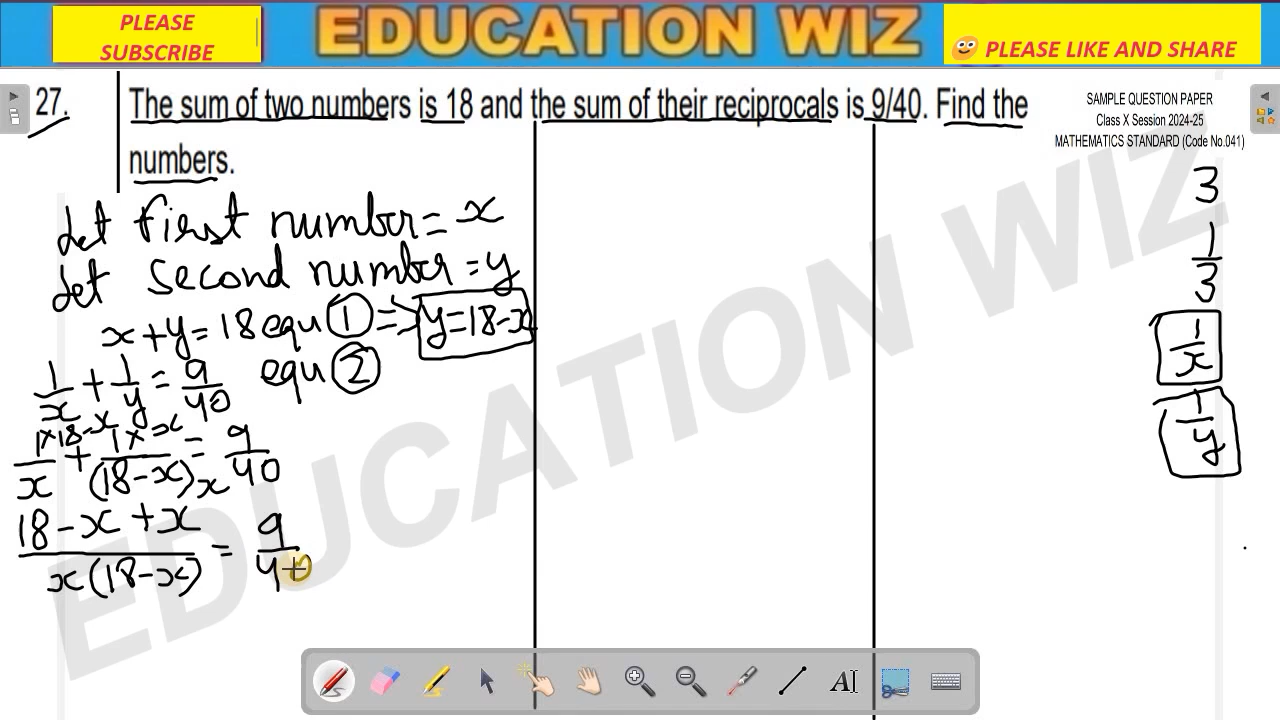 PLEASE
SUBSCRIBE
EDUCATION WIZ
PLEASE LIKE AND SHARE
27.
The sum of two numbers is 18 and the sum of their reciprocals is 9/40. Find the
numbers.
SAMPLE QUESTION PAPER
Class X Session 2024-25
MATHEMATICS STANDARD (Code No.041)
Let first number = x
Let second number = y
x + y = 18 equ 1 => y = 18 - x
1/x + 1/y = 9/40 equ 2
1 × 18 - x / x + 1 × x / (18 - x) x = 9/40
18 - x + x / x(18 - x) = 9/40
3
1/3
1/x
1/y
EDUCATION WIZ
AI